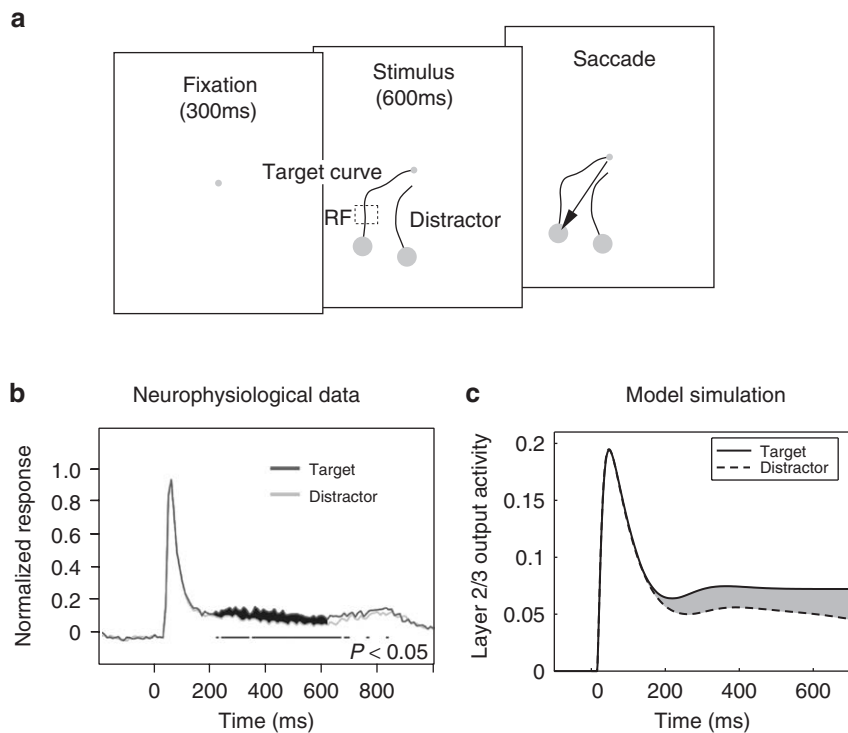 a
Fixation
(300ms)
Stimulus
(600ms)
Saccade
Target curve
RF
Distractor
b
Neurophysiological data
Normalized response
1.0
0.8
0.6
0.4
0.2
0
Target
Distractor
P < 0.05
0 200 400 600 800
Time (ms)
c
Model simulation
Layer 2/3 output activity
0.2
0.15
0.1
0.05
0
Target
Distractor
0 200 400 600
Time (ms)